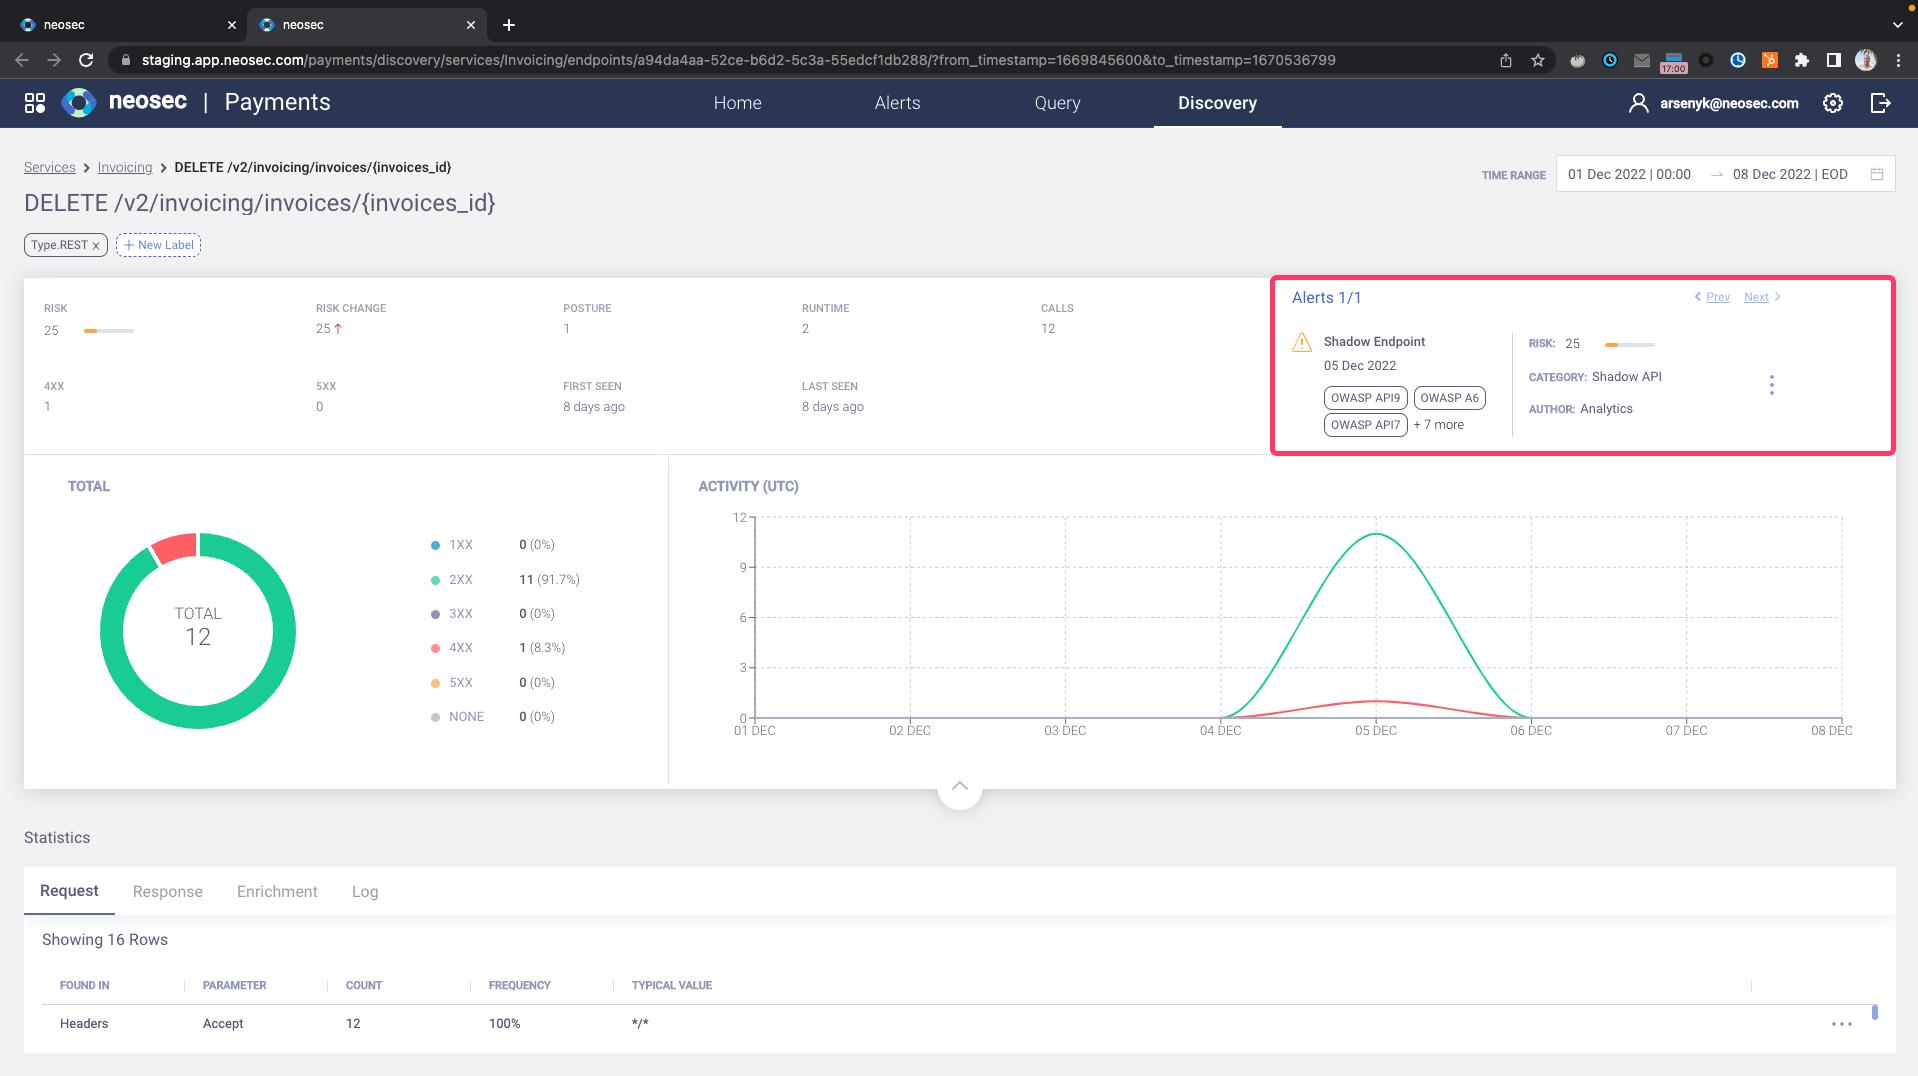 neosec
neosec
staging.app.neosec.com/payments/discovery/services/Invoicing/endpoints/a94da4aa-52ce-b6d2-5c3a-55edcf1db288/?from_timestamp=1669845600&to_timestamp=1670536799
17:00
neosec | Payments
Home
Alerts
Query
Discovery
arsenyk@neosec.com
Services > Invoicing > DELETE /v2/invoicing/invoices/{invoices_id}
TIME RANGE
01 Dec 2022 | 00:00 → 08 Dec 2022 | EOD
DELETE /v2/invoicing/invoices/{invoices_id}
Type.REST x
+ New Label
RISK
25
RISK CHANGE
25 ↑
POSTURE
1
RUNTIME
2
CALLS
12
4XX
1
5XX
0
FIRST SEEN
8 days ago
LAST SEEN
8 days ago
Alerts 1/1
< Prev
Next >
Shadow Endpoint
05 Dec 2022
OWASP API9
OWASP A6
OWASP API7
+ 7 more
RISK: 25
CATEGORY: Shadow API
AUTHOR: Analytics
TOTAL
TOTAL
12
1XX 0 (0%)
2XX 11 (91.7%)
3XX 0 (0%)
4XX 1 (8.3%)
5XX 0 (0%)
NONE 0 (0%)
ACTIVITY (UTC)
12
9
6
3
0
01 DEC
02 DEC
03 DEC
04 DEC
05 DEC
06 DEC
07 DEC
08 DEC
Statistics
Request
Response
Enrichment
Log
Showing 16 Rows
FOUND IN
PARAMETER
COUNT
FREQUENCY
TYPICAL VALUE
Headers
Accept
12
100%
*/*